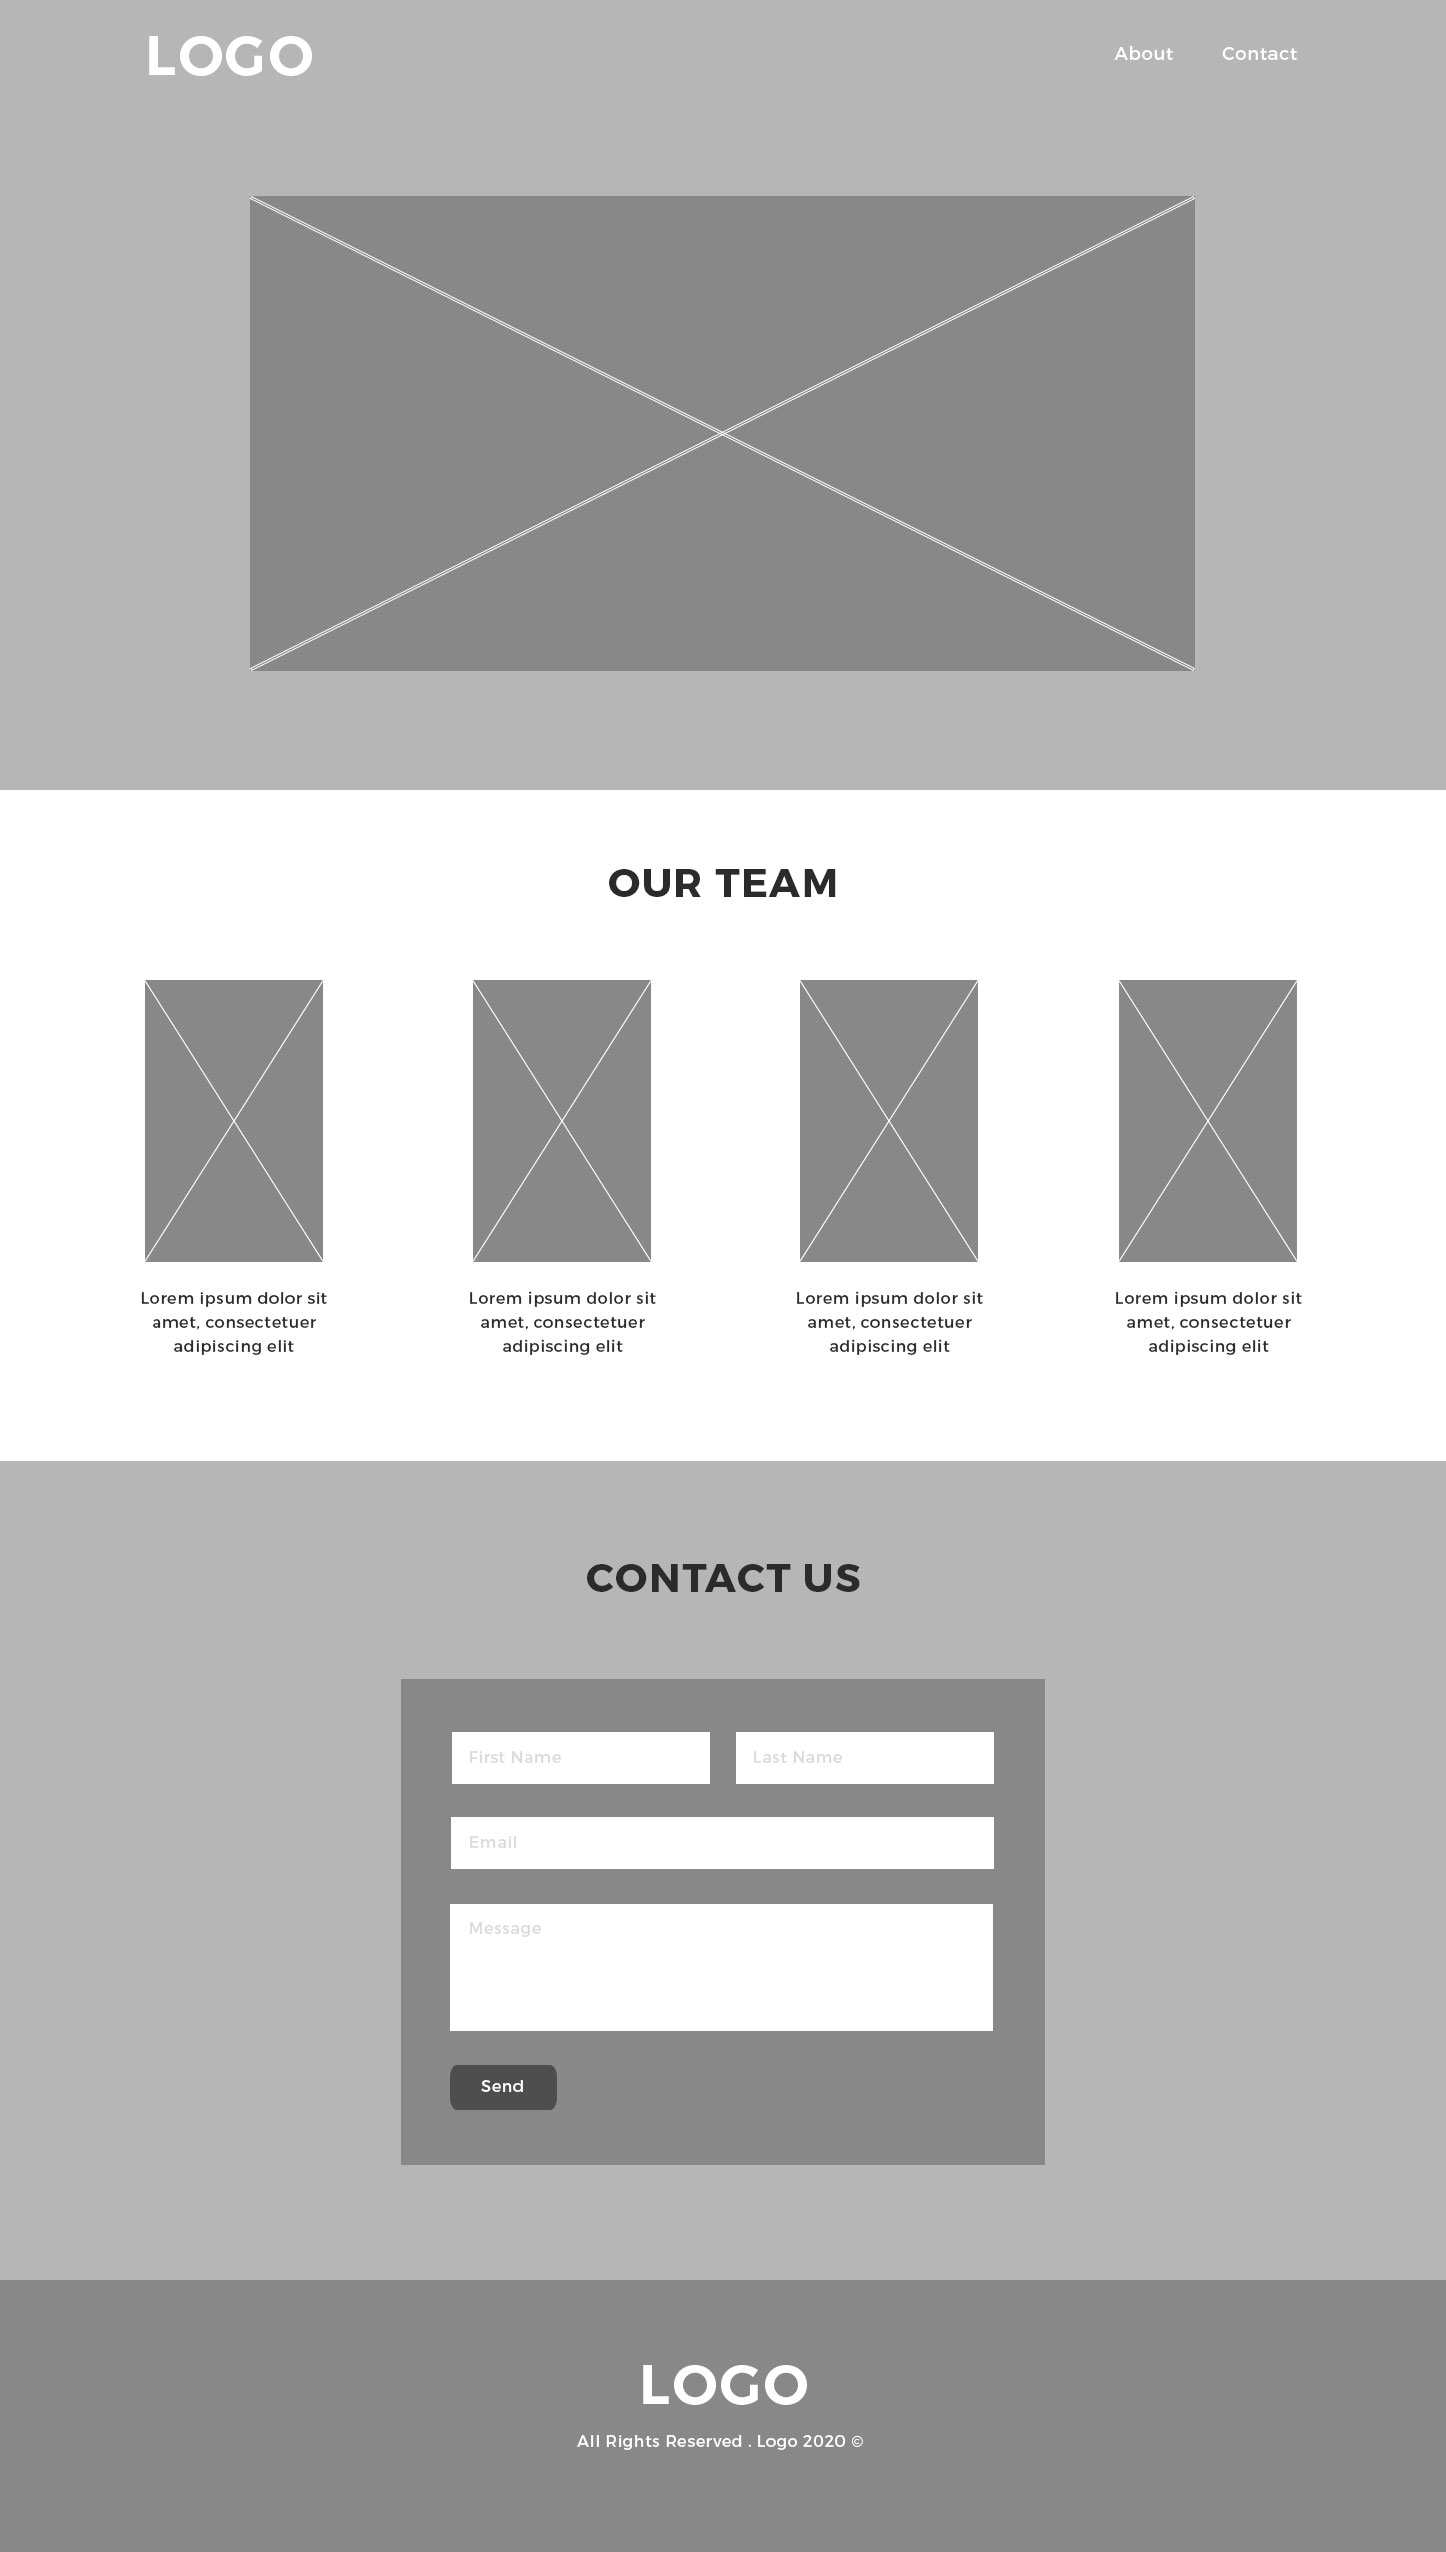 LOGO
About
Contact
OUR TEAM
Lorem ipsum dolor sit
amet, consectetuer
adipiscing elit
Lorem ipsum dolor sit
amet, consectetuer
adipiscing elit
Lorem ipsum dolor sit
amet, consectetuer
adipiscing elit
Lorem ipsum dolor sit
amet, consectetuer
adipiscing elit
CONTACT US
First Name
Last Name
Email
Message
Send
LOGO
All Rights Reserved . Logo 2020 ©